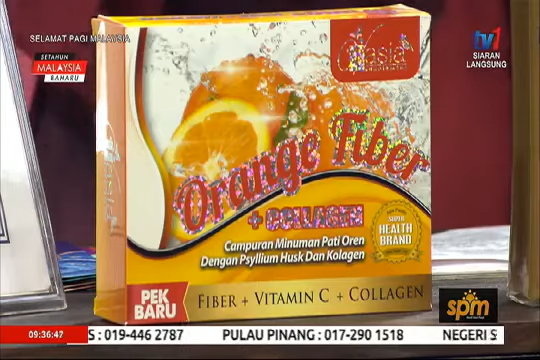 SELAMAT PAGI MALAYSIA
SETAHUN
MALAYSIA
BAHARU
tv1
SIARAN
LANGSUNG
asia
Orange Fiber
+ COLLAGEN
Campuran Minuman Pati Oren
Dengan Psyllium Husk Dan Kolagen
SUPER
HEALTH
BRAND
PEK
BARU
FIBER + VITAMIN C + COLLAGEN
spm
09:36:47
S : 019-446 2787 PULAU PINANG : 017-290 1518 NEGERI S